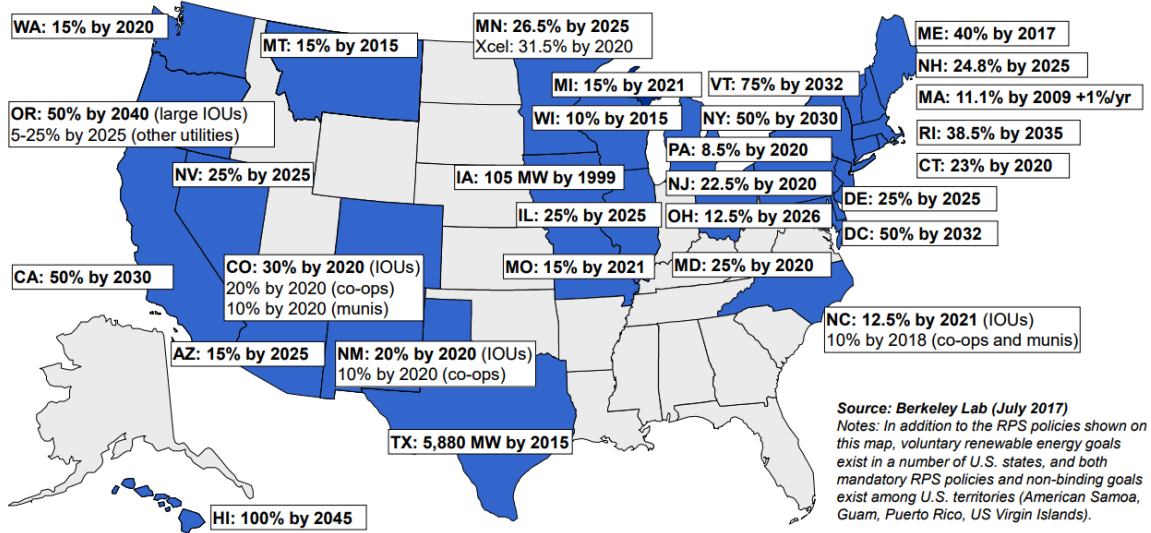 WA: 15% by 2020
MT: 15% by 2015
MN: 26.5% by 2025
Xcel: 31.5% by 2020
ME: 40% by 2017
NH: 24.8% by 2025
MI: 15% by 2021
VT: 75% by 2032
MA: 11.1% by 2009 +1%/yr
OR: 50% by 2040 (large IOUs)
5-25% by 2025 (other utilities)
WI: 10% by 2015
NY: 50% by 2030
RI: 38.5% by 2035
PA: 8.5% by 2020
CT: 23% by 2020
NV: 25% by 2025
IA: 105 MW by 1999
NJ: 22.5% by 2020
DE: 25% by 2025
IL: 25% by 2025
OH: 12.5% by 2026
DC: 50% by 2032
CA: 50% by 2030
CO: 30% by 2020 (IOUs)
20% by 2020 (co-ops)
10% by 2020 (munis)
MO: 15% by 2021
MD: 25% by 2020
NC: 12.5% by 2021 (IOUs)
10% by 2018 (co-ops and munis)
AZ: 15% by 2025
NM: 20% by 2020 (IOUs)
10% by 2020 (co-ops)
TX: 5,880 MW by 2015
HI: 100% by 2045
Source: Berkeley Lab (July 2017)
Notes: In addition to the RPS policies shown on
this map, voluntary renewable energy goals
exist in a number of U.S. states, and both
mandatory RPS policies and non-binding goals
exist among U.S. territories (American Samoa,
Guam, Puerto Rico, US Virgin Islands).